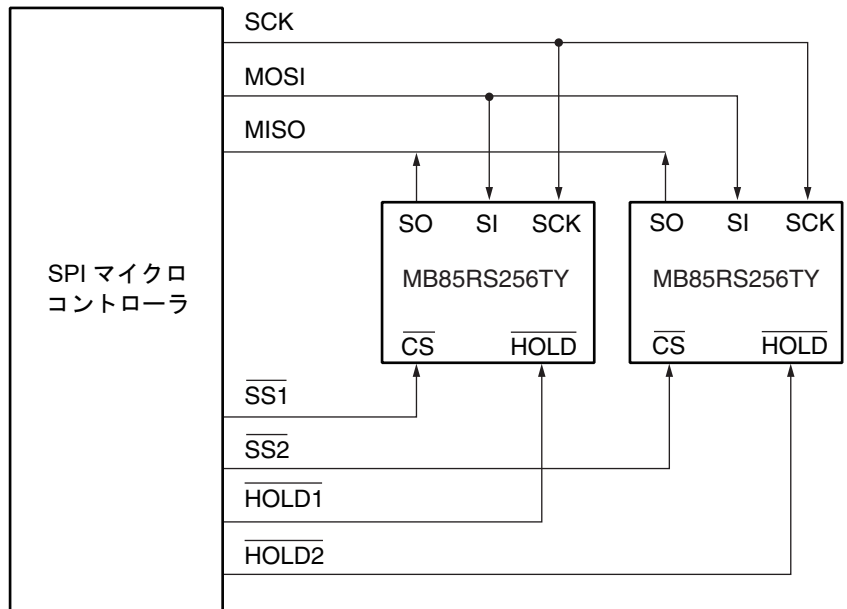 SCK
MOSI
MISO
SO SI SCK
MB85RS256TY
CS HOLD
SO SI SCK
MB85RS256TY
CS HOLD
SPI マイクロ
コントローラ
SS1
SS2
HOLD1
HOLD2